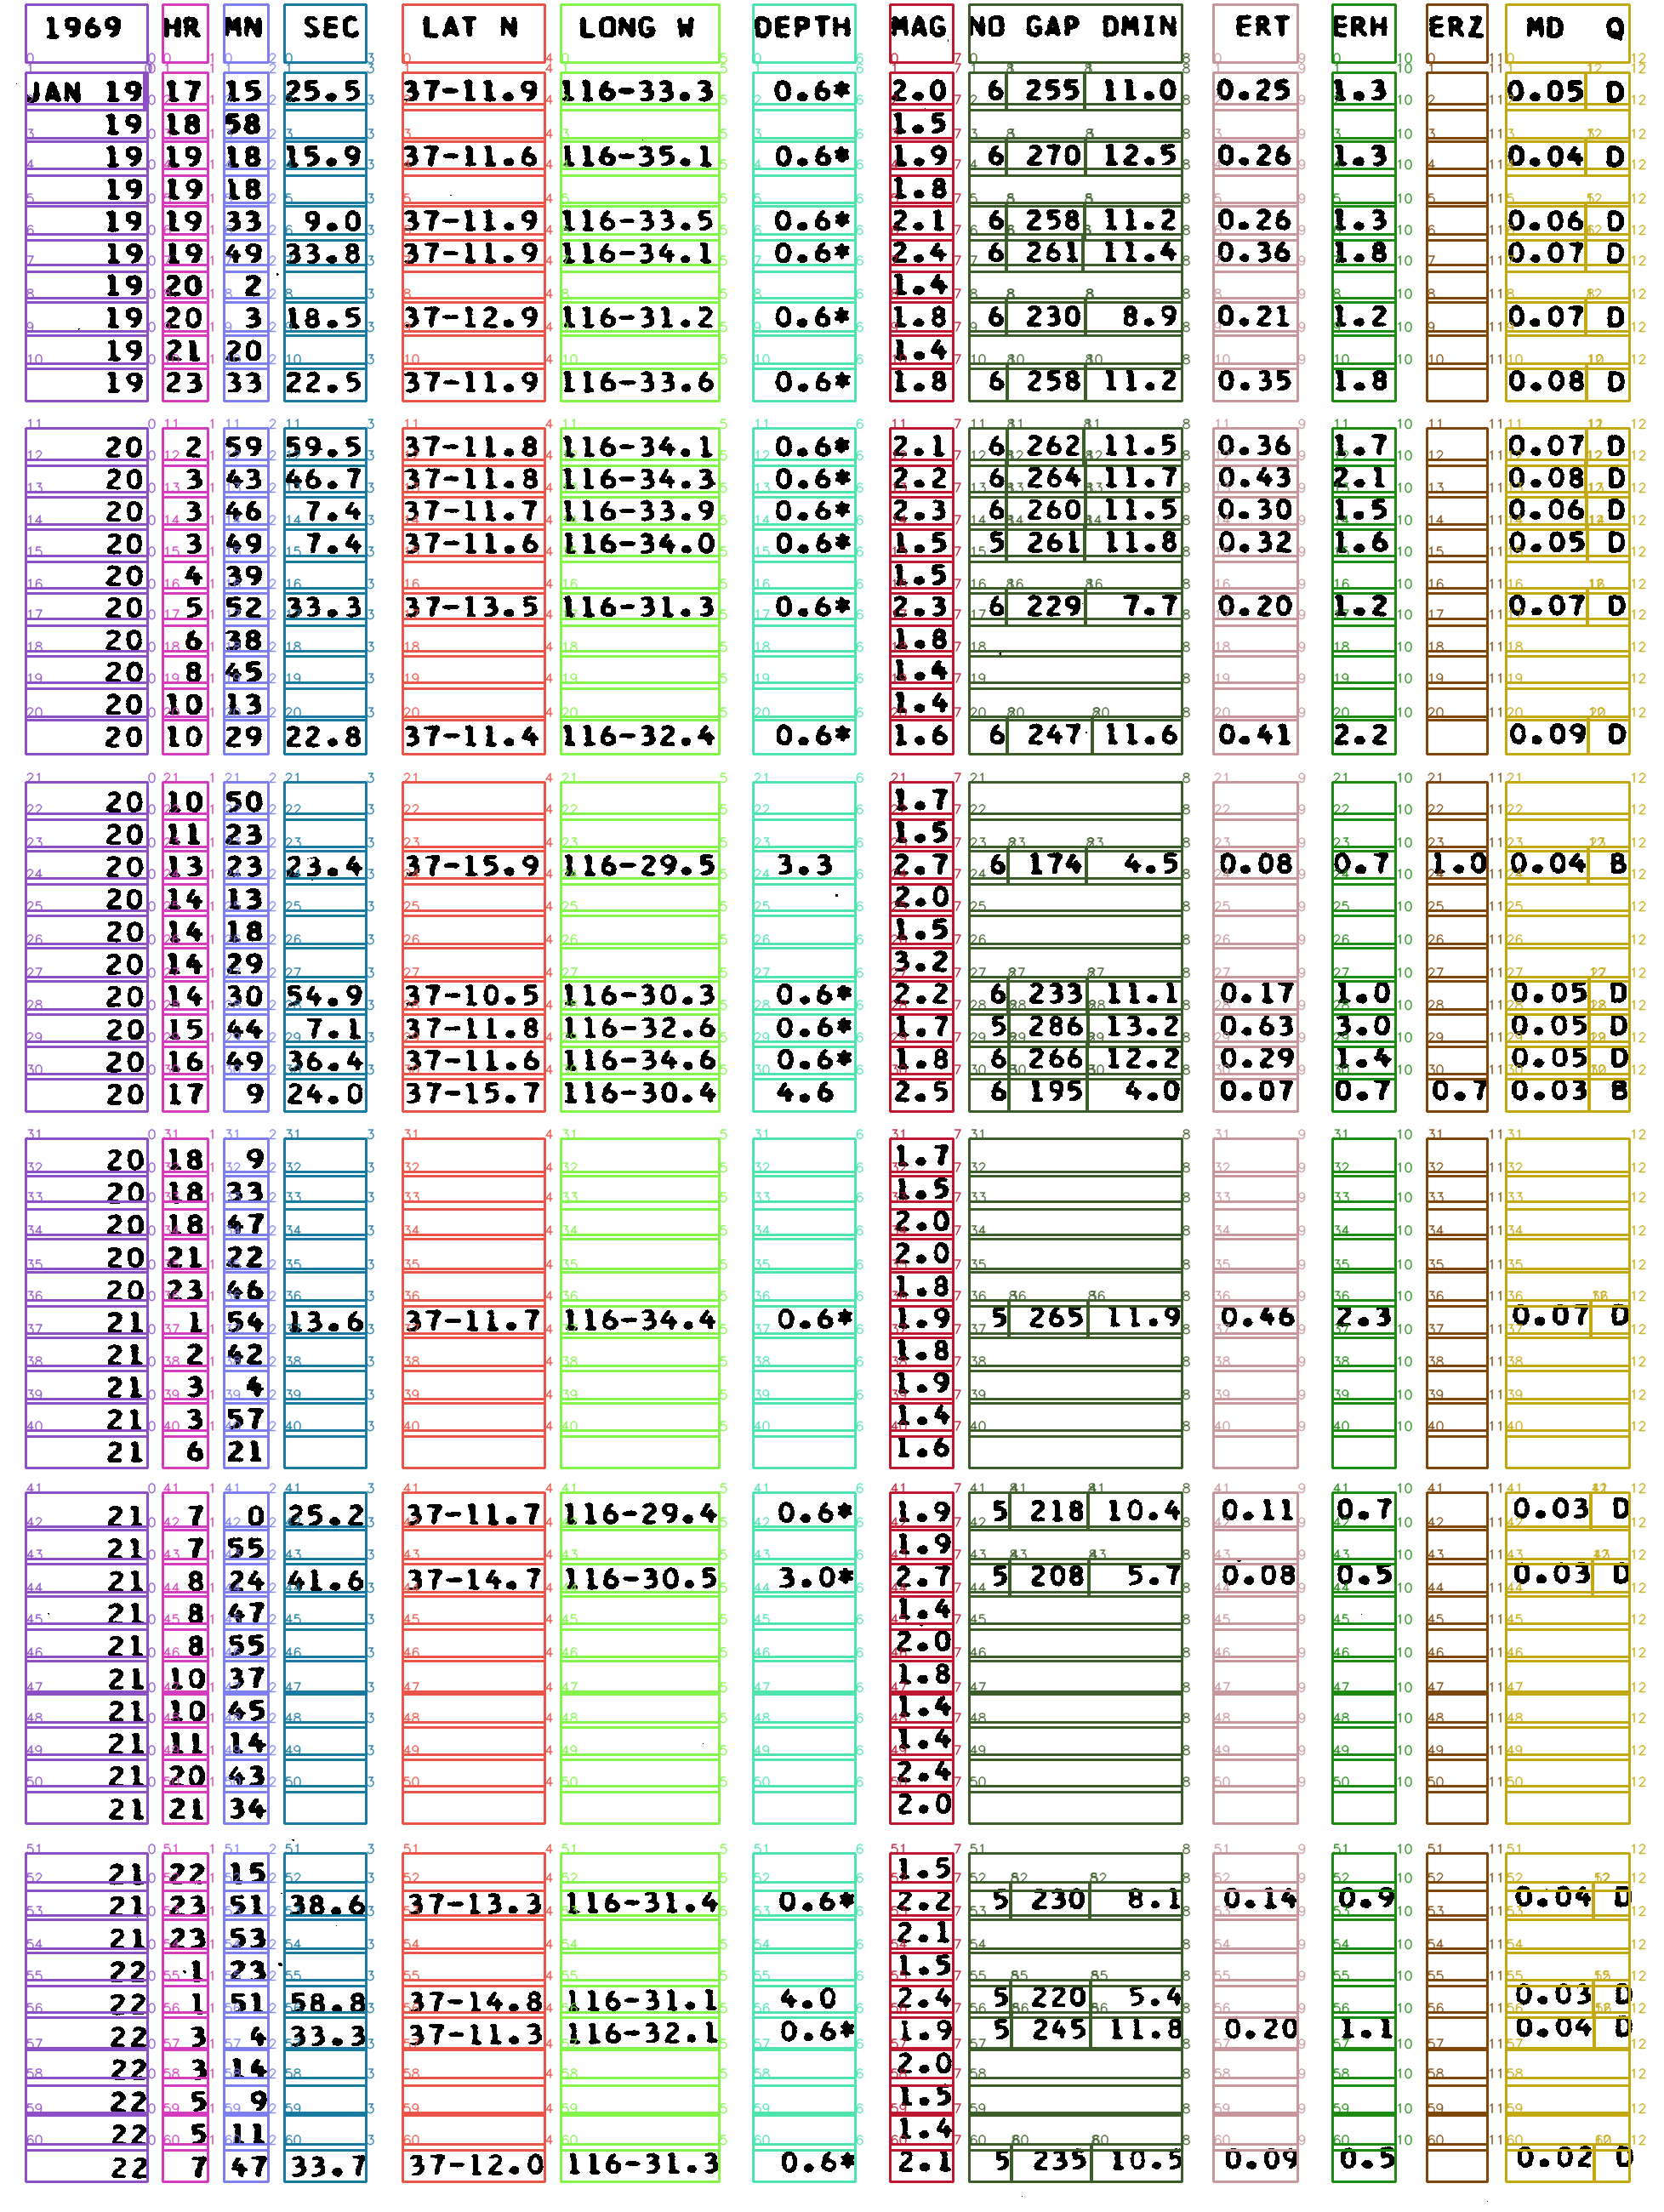 1969 HR MN SEC LAT N LONG W DEPTH MAG NO GAP DMIN ERT ERH ERZ MD Q
JAN 19 17 15 25.5 37-11.9 116-33.3 0.6* 2.0 6 255 11.0 0.25 1.3 0.05 D
19 18 58 1.5
19 19 18 15.9 37-11.6 116-35.1 0.6* 1.9 6 270 12.5 0.26 1.3 0.04 D
19 19 18 1.8
19 19 33 9.0 37-11.9 116-33.5 0.6* 2.1 6 258 11.2 0.26 1.3 0.06 D
19 19 49 33.8 37-11.9 116-34.1 0.6* 2.4 6 261 11.4 0.36 1.8 0.07 D
19 20 2 1.4
19 20 3 18.5 37-12.9 116-31.2 0.6* 1.8 6 230 8.9 0.21 1.2 0.07 D
19 21 20 1.4
19 23 33 22.5 37-11.9 116-33.6 0.6* 1.8 6 258 11.2 0.35 1.8 0.08 D
20 2 59 59.5 37-11.8 116-34.1 0.6* 2.1 6 262 11.5 0.36 1.7 0.07 D
20 3 43 46.7 37-11.8 116-34.3 0.6* 2.2 6 264 11.7 0.43 2.1 0.08 D
20 3 46 7.4 37-11.7 116-33.9 0.6* 2.3 6 260 11.5 0.30 1.5 0.06 D
20 3 49 7.4 37-11.6 116-34.0 0.6* 1.5 5 261 11.8 0.32 1.6 0.05 D
20 4 39 1.5
20 5 52 33.3 37-13.5 116-31.3 0.6* 2.3 6 229 7.7 0.20 1.2 0.07 D
20 6 38 1.8
20 8 45 1.4
20 10 13 1.4
20 10 29 22.8 37-11.4 116-32.4 0.6* 1.6 6 247 11.6 0.41 2.2 0.09 D
20 10 50 1.7
20 11 23 1.5
20 13 23 23.4 37-15.9 116-29.5 3.3 2.7 6 174 4.5 0.08 0.7 1.0 0.04 B
20 14 13 2.0
20 14 18 1.5
20 14 29 3.2
20 14 30 54.9 37-10.5 116-30.3 0.6* 2.2 6 233 11.1 0.17 1.0 0.05 D
20 15 44 7.1 37-11.8 116-32.6 0.6* 1.7 5 286 13.2 0.63 3.0 0.05 D
20 16 49 36.4 37-11.6 116-34.6 0.6* 1.8 6 266 12.2 0.29 1.4 0.05 D
20 17 9 24.0 37-15.7 116-30.4 4.6 2.5 6 195 4.0 0.07 0.7 0.7 0.03 B
20 18 9 1.7
20 18 33 1.5
20 18 47 2.0
20 21 22 2.0
20 23 46 1.8
21 1 54 13.6 37-11.7 116-34.4 0.6* 1.9 5 265 11.9 0.46 2.3 0.07 D
21 2 42 1.8
21 3 4 1.9
21 3 57 1.4
21 6 21 1.6
21 7 0 25.2 37-11.7 116-29.4 0.6* 1.9 5 218 10.4 0.11 0.7 0.03 D
21 7 55 1.9
21 8 24 41.6 37-14.7 116-30.5 3.0* 2.7 5 208 5.7 0.08 0.5 0.03 D
21 8 47 1.4
21 8 55 2.0
21 10 37 1.8
21 10 45 1.4
21 11 14 1.4
21 20 43 2.4
21 21 34 2.0
21 22 15 1.5
21 23 51 38.6 37-13.3 116-31.4 0.6* 2.2 5 230 8.1 0.14 0.9 0.04 D
21 23 53 2.1
22 1 23 1.5
22 1 51 58.8 37-14.8 116-31.1 4.0 2.4 5 220 5.4 0.03 D
22 3 4 33.3 37-11.3 116-32.1 0.6* 1.9 5 245 11.8 0.20 1.1 0.04 D
22 3 14 2.0
22 5 9 1.5
22 5 11 1.4
22 7 47 33.7 37-12.0 116-31.3 0.6* 2.1 5 235 10.5 0.09 0.5 0.02 D